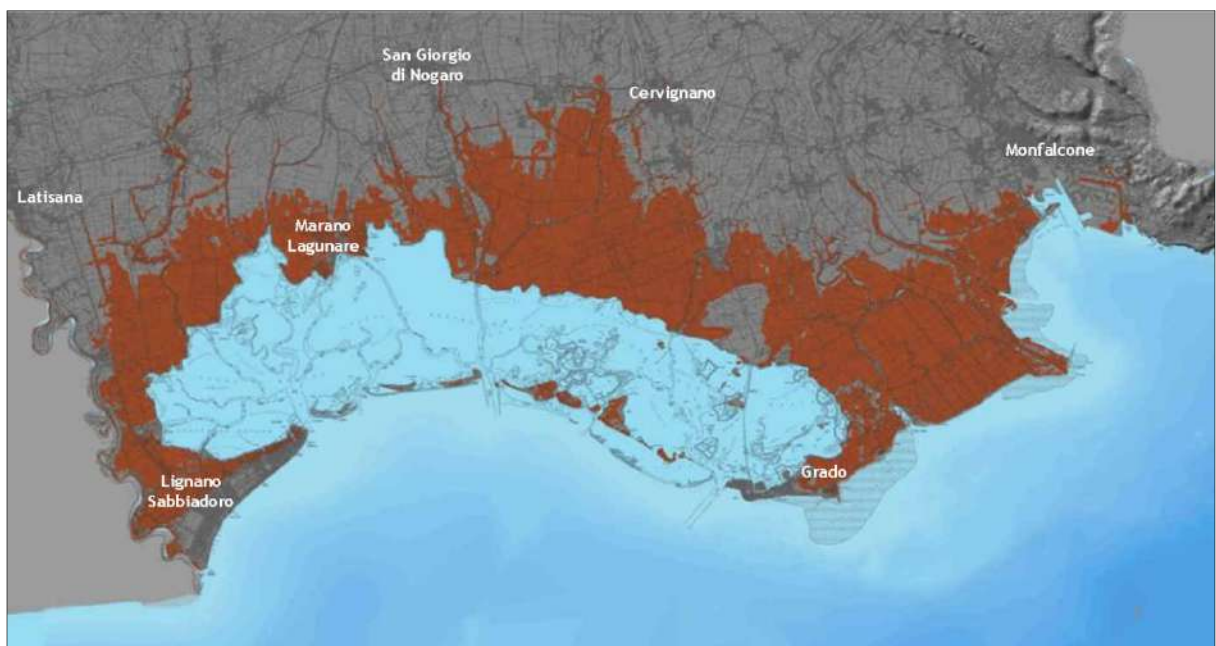 San Giorgio
di Nogaro
Cervignano
Monfalcone
Latisana
Marano
Lagunare
Lignano
Sabbiadoro
Grado